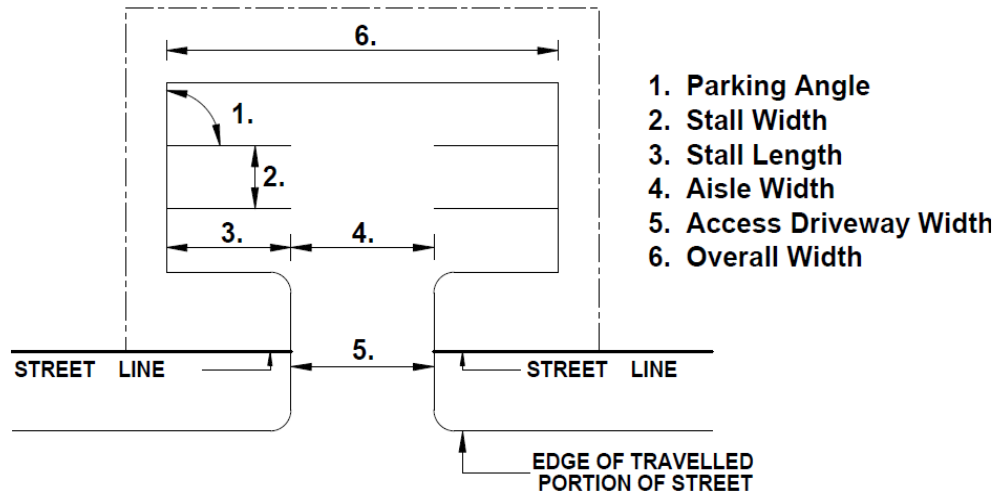 6.
1. Parking Angle
2. Stall Width
3. Stall Length
4. Aisle Width
5. Access Driveway Width
6. Overall Width
1.
2.
3.
4.
5.
STREET LINE
STREET LINE
EDGE OF TRAVELLED
PORTION OF STREET